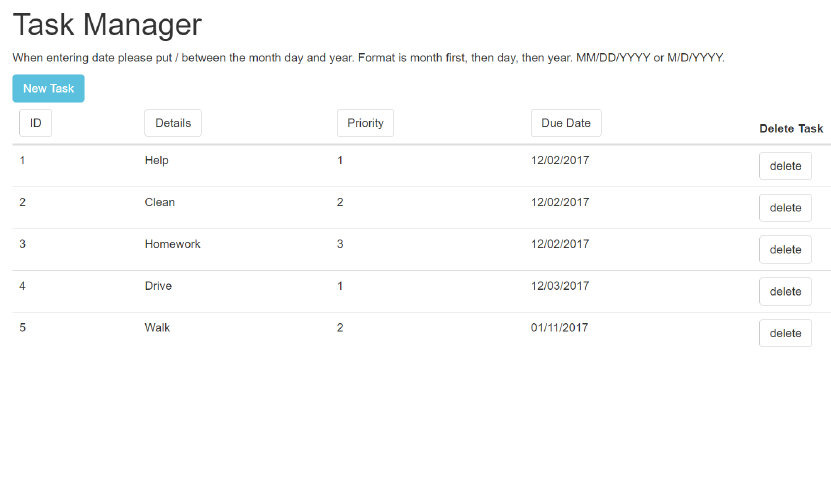 Task Manager
When entering date please put / between the month day and year. Format is month first, then day, then year. MM/DD/YYYY or M/D/YYYY.
New Task
ID Details Priority Due Date Delete Task
1 Help 1 12/02/2017 delete
2 Clean 2 12/02/2017 delete
3 Homework 3 12/02/2017 delete
4 Drive 1 12/03/2017 delete
5 Walk 2 01/11/2017 delete